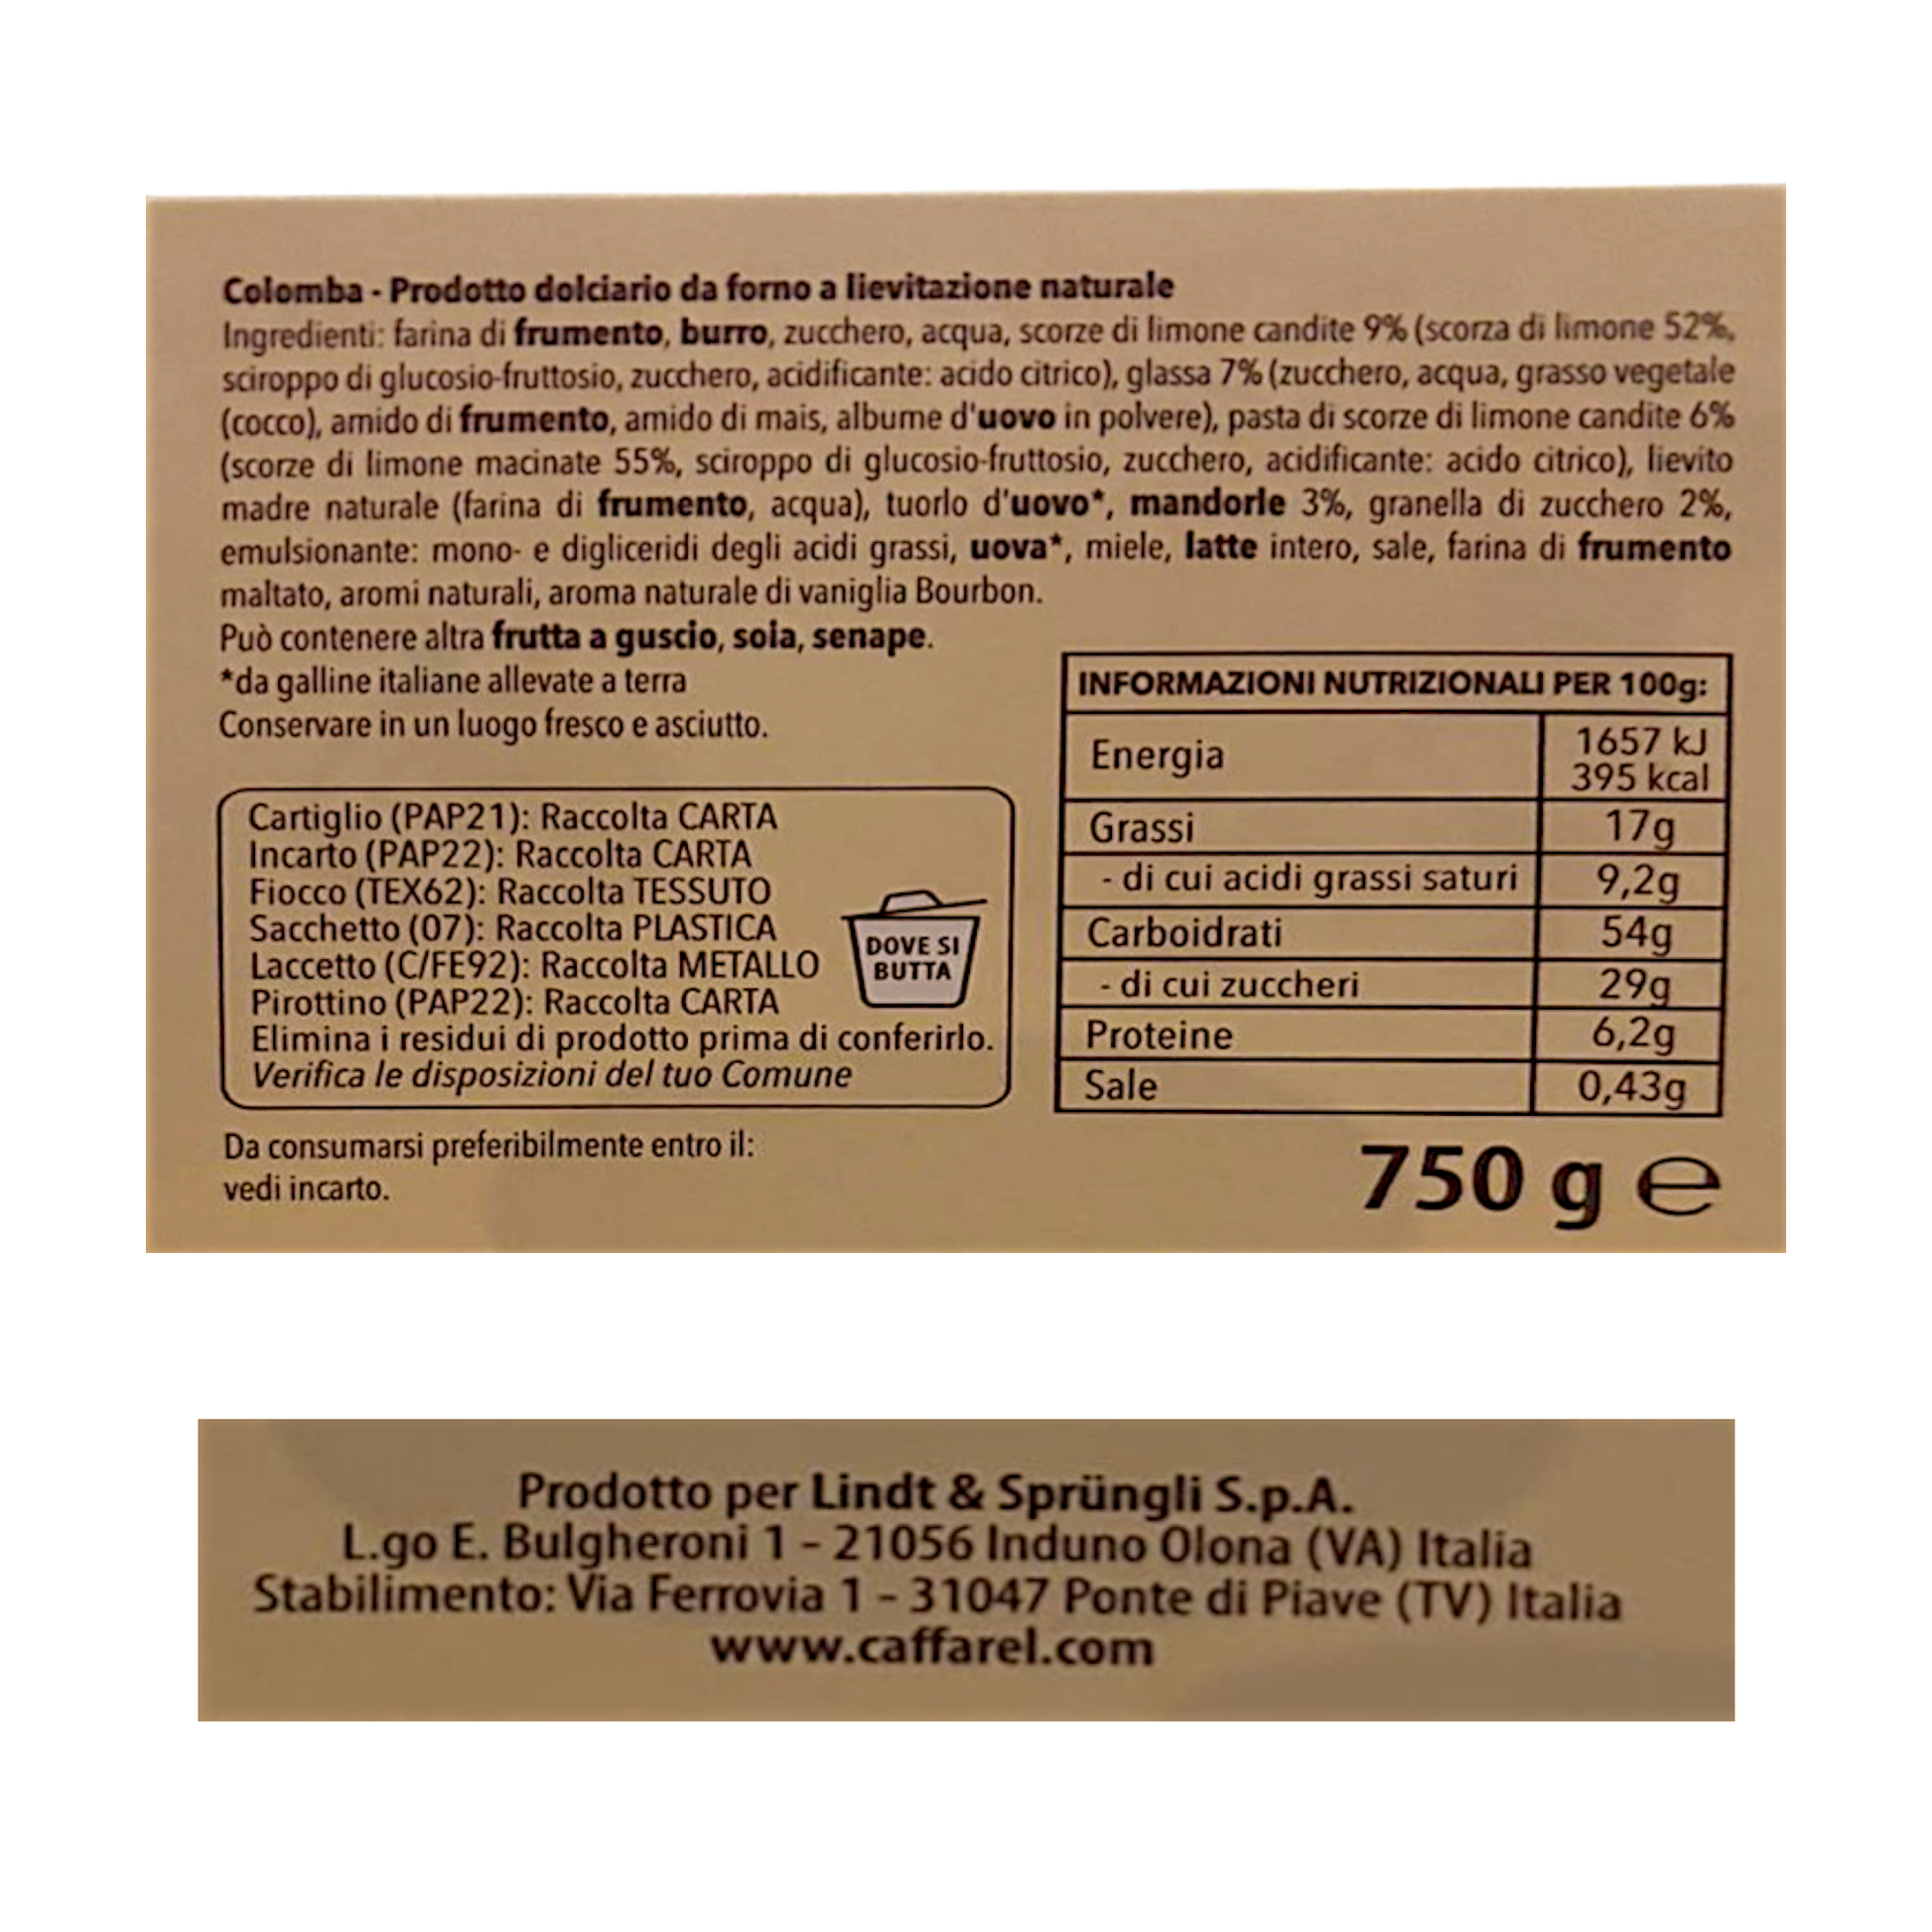 Colomba - Prodotto dolciario da forno a lievitazione naturale
Ingredienti: farina di frumento, burro, zucchero, acqua, scorze di limone candite 9% (scorza di limone 52%,
sciroppo di glucosio-fruttosio, zucchero, acidificante: acido citrico), glassa 7% (zucchero, acqua, grasso vegetale
(cocco), amido di frumento, amido di mais, albume d'uovo in polvere), pasta di scorze di limone candite 6%
(scorze di limone macinate 55%, sciroppo di glucosio-fruttosio, zucchero, acidificante: acido citrico), lievito
madre naturale (farina di frumento, acqua), tuorlo d'uovo*, mandorle 3%, granella di zucchero 2%,
emulsionante: mono- e digliceridi degli acidi grassi, uova*, miele, latte intero, sale, farina di frumento
maltato, aromi naturali, aroma naturale di vaniglia Bourbon.
Può contenere altra frutta a guscio, soia, senape.
*da galline italiane allevate a terra
Conservare in un luogo fresco e asciutto.
Cartiglio (PAP21): Raccolta CARTA
Incarto (PAP22): Raccolta CARTA
Fiocco (TEX62): Raccolta TESSUTO
Sacchetto (07): Raccolta PLASTICA
Laccetto (C/FE92): Raccolta METALLO
Pirottino (PAP22): Raccolta CARTA
Elimina i residui di prodotto prima di conferirlo.
Verifica le disposizioni del tuo Comune
DOVE SI
BUTTA
Da consumarsi preferibilmente entro il:
vedi incarto.
INFORMAZIONI NUTRIZIONALI PER 100g:
Energia 1657 kJ
395 kcal
Grassi 17g
- di cui acidi grassi saturi 9,2g
Carboidrati 54g
- di cui zuccheri 29g
Proteine 6,2g
Sale 0,43g
750 g e
Prodotto per Lindt & Sprüngli S.p.A.
L.go E. Bulgheroni 1 - 21056 Induno Olona (VA) Italia
Stabilimento: Via Ferrovia 1 - 31047 Ponte di Piave (TV) Italia
www.caffarel.com